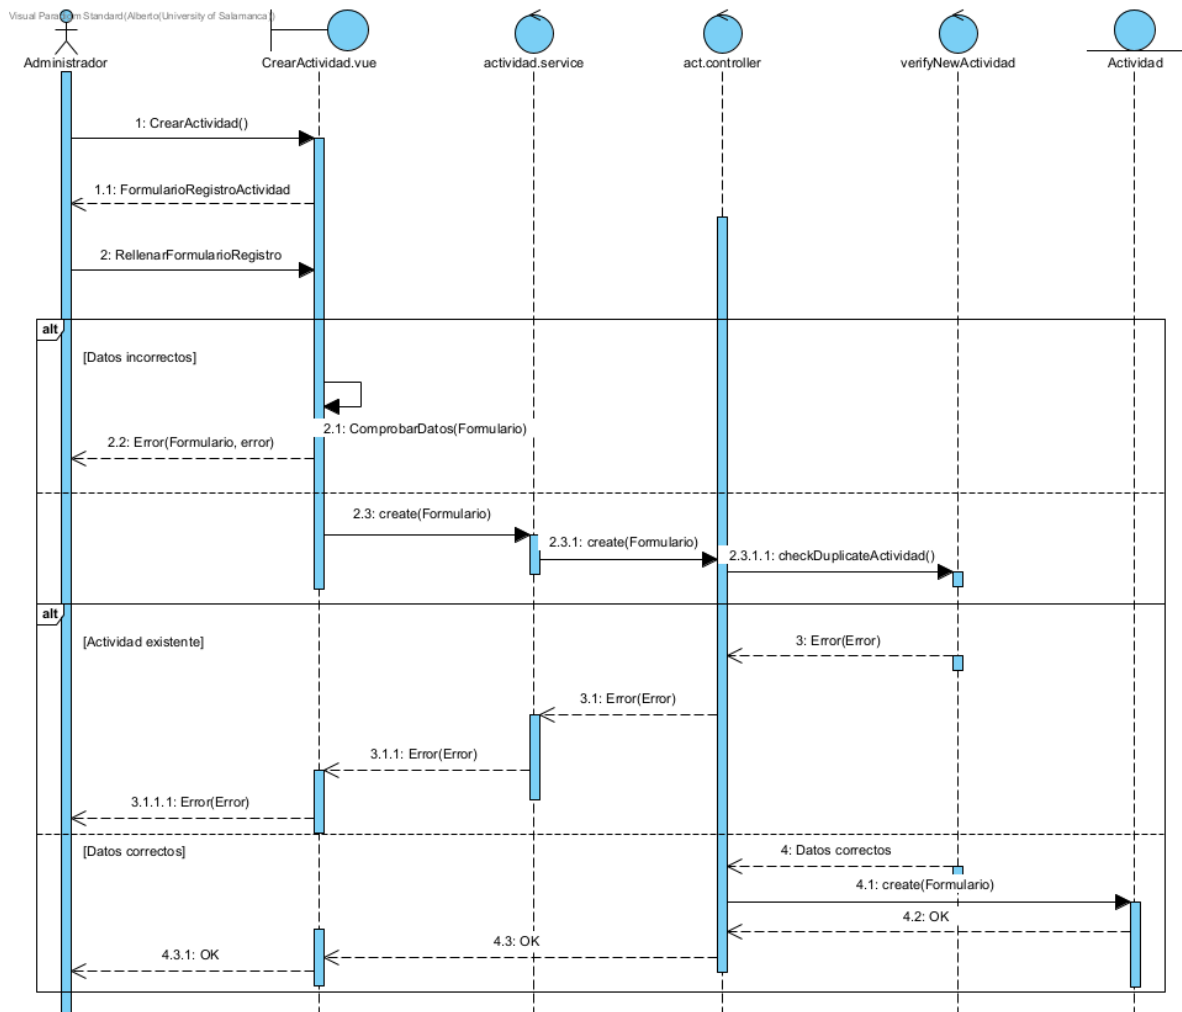 Visual Paradigm Standard(Alberto(University of Salamanca))
Administrador
CrearActividad.vue
actividad.service
act.controller
verifyNewActividad
Actividad
1: CrearActividad()
1.1: FormularioRegistroActividad
2: RellenarFormularioRegistro
alt
[Datos incorrectos]
2.1: ComprobarDatos(Formulario)
2.2: Error(Formulario, error)
2.3: create(Formulario)
2.3.1: create(Formulario)
2.3.1.1: checkDuplicateActividad()
alt
[Actividad existente]
3: Error(Error)
3.1: Error(Error)
3.1.1: Error(Error)
3.1.1.1: Error(Error)
[Datos correctos]
4: Datos correctos
4.1: create(Formulario)
4.2: OK
4.3: OK
4.3.1: OK